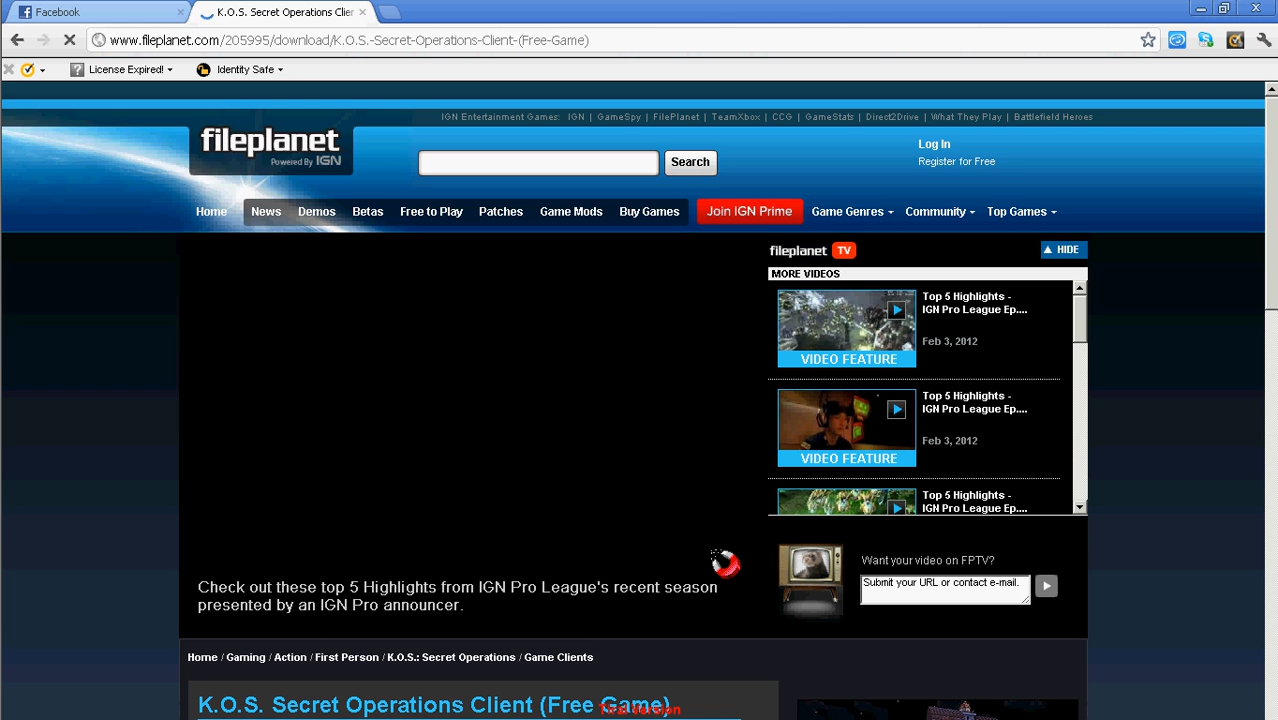 Facebook
K.O.S. Secret Operations Clier
www.fileplanet.com/205995/download/K.O.S.-Secret-Operations-Client-(Free-Game)
License Expired!
Identity Safe
IGN Entertainment Games: IGN | GameSpy | FilePlanet | TeamXbox | CCG | GameStats | Direct2Drive | What They Play | Battlefield Heroes
fileplanet
Powered By IGN
Search
Log In
Register for Free
Home News Demos Betas Free to Play Patches Game Mods Buy Games Join IGN Prime Game Genres Community Top Games
fileplanet TV
HIDE
MORE VIDEOS
Top 5 Highlights -
IGN Pro League Ep....
Feb 3, 2012
VIDEO FEATURE
Top 5 Highlights -
IGN Pro League Ep....
Feb 3, 2012
VIDEO FEATURE
Top 5 Highlights -
IGN Pro League Ep....
Want your video on FPTV?
Submit your URL or contact e-mail.
Check out these top 5 Highlights from IGN Pro League's recent season
presented by an IGN Pro announcer.
Home / Gaming / Action / First Person / K.O.S.: Secret Operations / Game Clients
K.O.S. Secret Operations Client (Free Game)
Trial Version